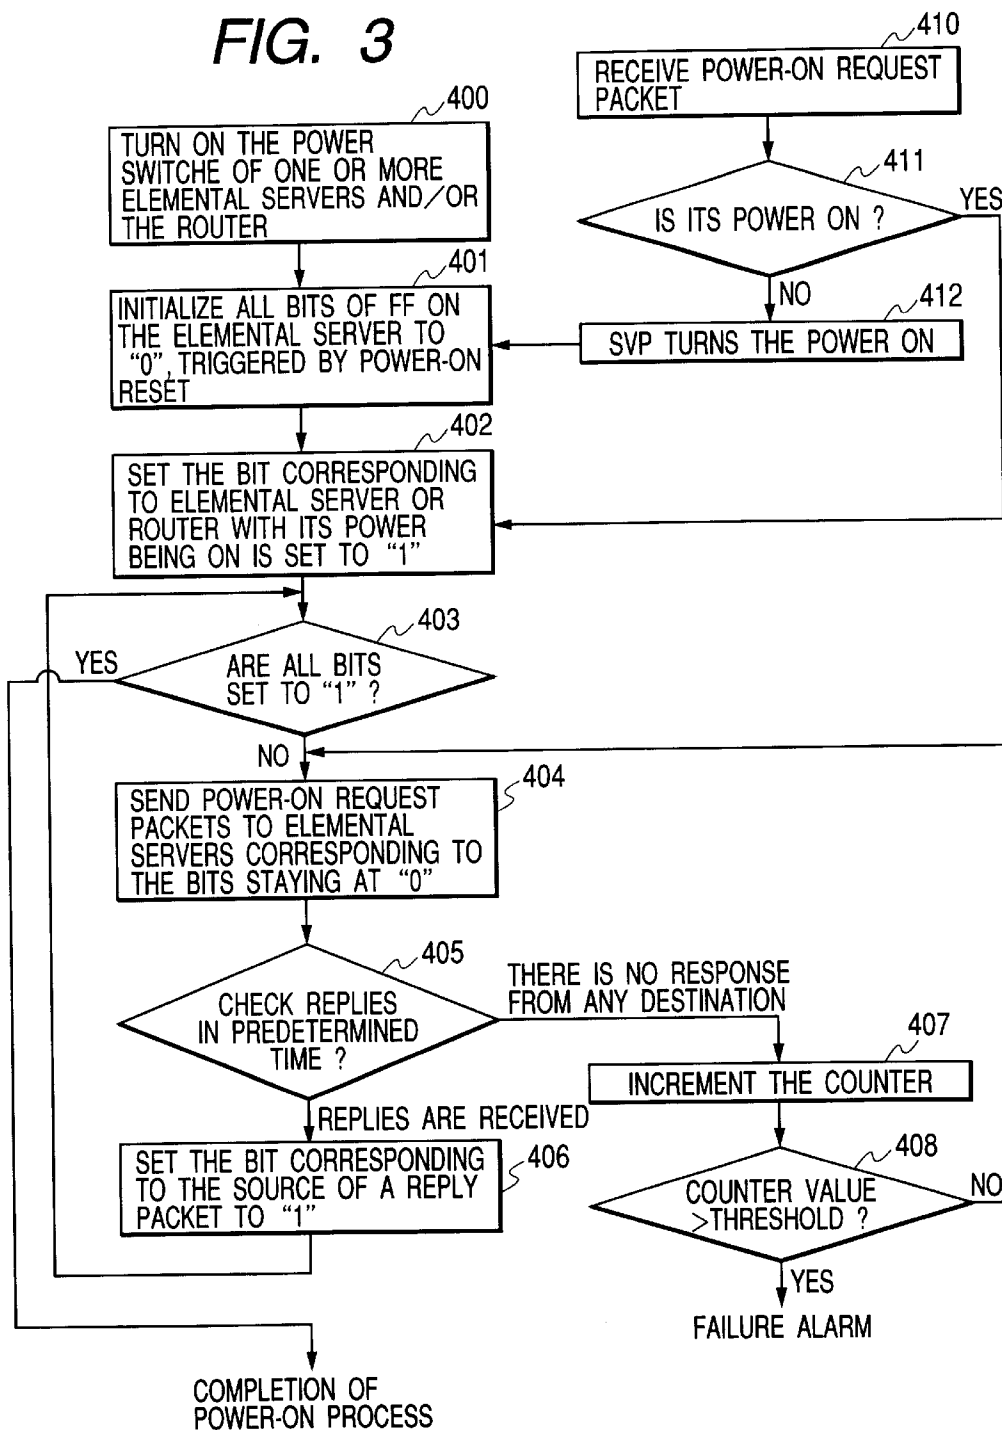 FIG. 3
400
TURN ON THE POWER
SWITCHE OF ONE OR MORE
ELEMENTAL SERVERS AND/OR
THE ROUTER
401
INITIALIZE ALL BITS OF FF ON
THE ELEMENTAL SERVER TO
“0”, TRIGGERED BY POWER-ON
RESET
402
SET THE BIT CORRESPONDING
TO ELEMENTAL SERVER OR
ROUTER WITH ITS POWER
BEING ON IS SET TO “1”
410
RECEIVE POWER-ON REQUEST
PACKET
411
IS ITS POWER ON ?
YES
NO
412
SVP TURNS THE POWER ON
403
YES
ARE ALL BITS
SET TO “1” ?
NO
404
SEND POWER-ON REQUEST
PACKETS TO ELEMENTAL
SERVERS CORRESPONDING TO
THE BITS STAYING AT “0”
405
CHECK REPLIES
IN PREDETERMINED
TIME ?
THERE IS NO RESPONSE
FROM ANY DESTINATION
REPLIES ARE RECEIVED
406
SET THE BIT CORRESPONDING
TO THE SOURCE OF A REPLY
PACKET TO “1”
407
INCREMENT THE COUNTER
408
COUNTER VALUE
>THRESHOLD ?
NO
YES
FAILURE ALARM
COMPLETION OF
POWER-ON PROCESS